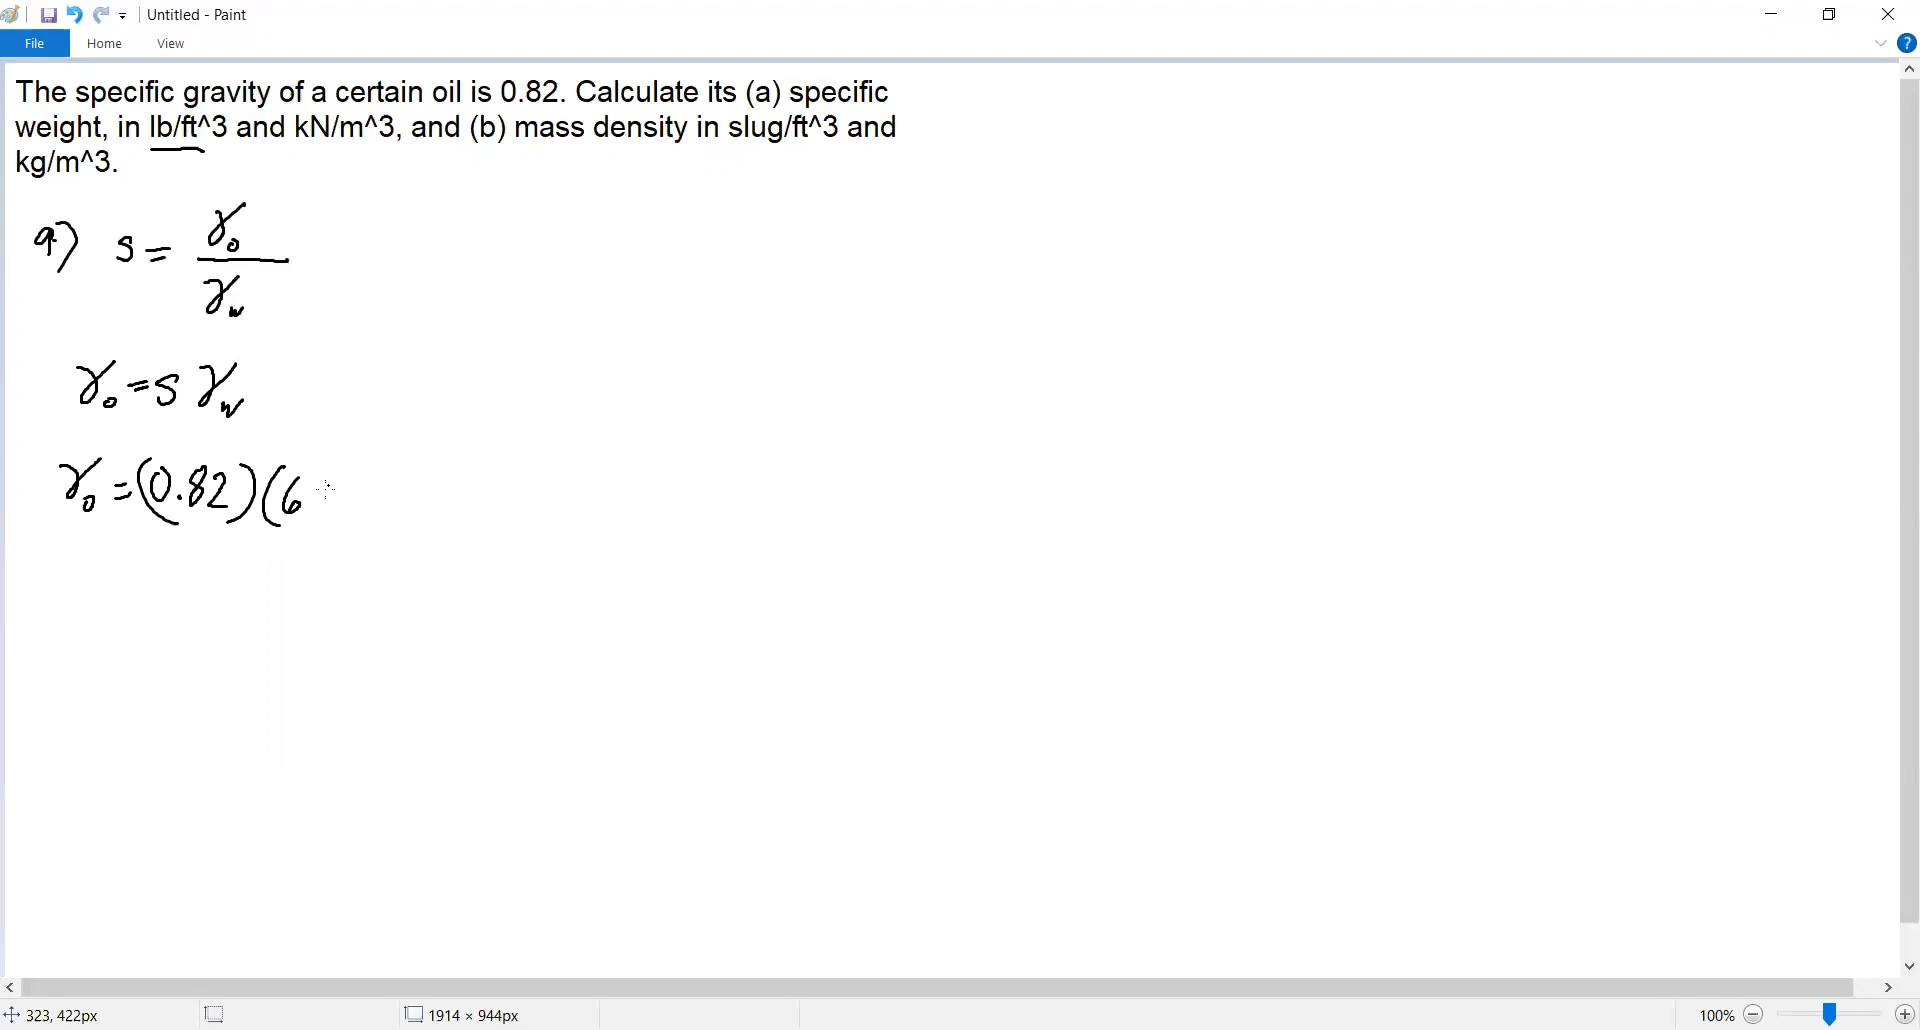 Untitled - Paint
File Home View
The specific gravity of a certain oil is 0.82. Calculate its (a) specific
weight, in lb/ft^3 and kN/m^3, and (b) mass density in slug/ft^3 and
kg/m^3.
a) s = γo / γw
γo = s γw
γo = (0.82)(6
323, 422px 1914 × 944px 100%